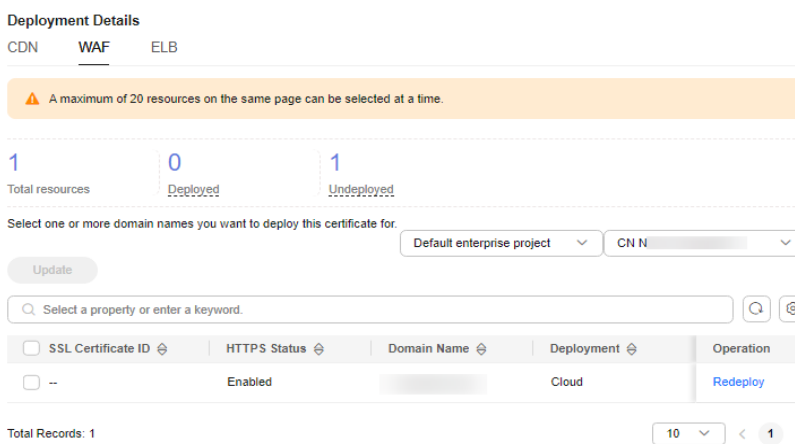 Deployment Details
CDN WAF ELB
A maximum of 20 resources on the same page can be selected at a time.
1 0 1
Total resources Deployed Undeployed
Select one or more domain names you want to deploy this certificate for.
Default enterprise project CN N
Update
Select a property or enter a keyword.
SSL Certificate ID HTTPS Status Domain Name Deployment Operation
-- Enabled Cloud Redeploy
Total Records: 1 10 < 1